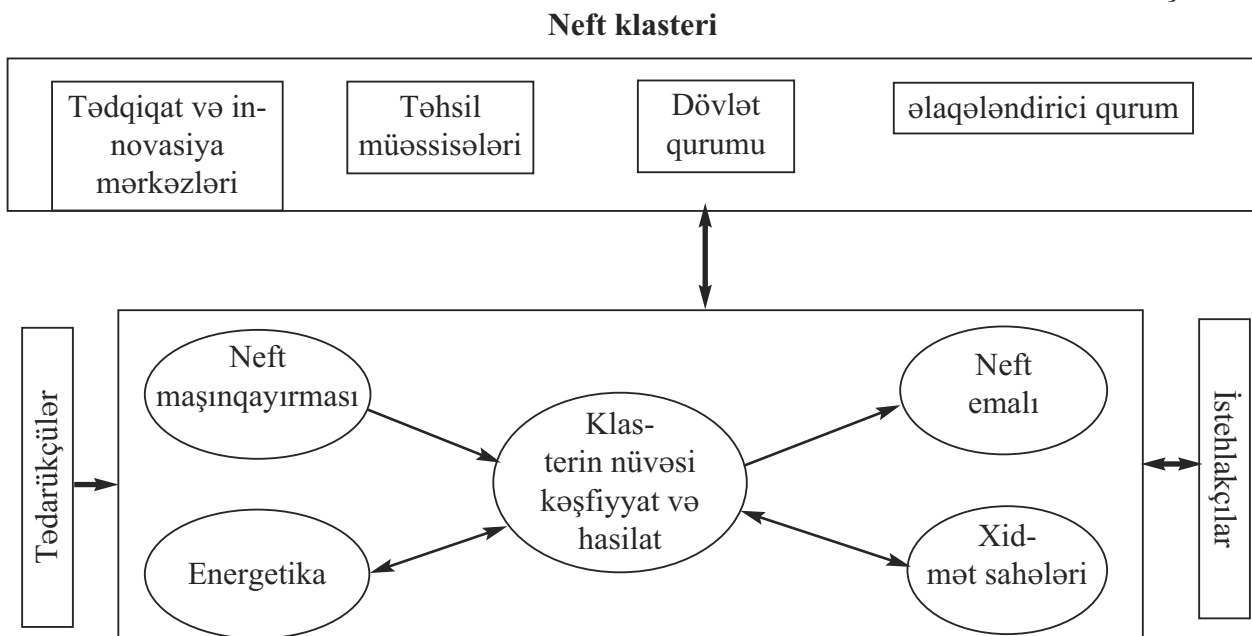 Neft klasteri
Tədqiqat və in-
novasiya
mərkəzləri
Təhsil
müəssisələri
Dövlət
qurumu
əlaqələndirici qurum
Tədarükçülər
Neft
maşınqayırması
Energetika
Klas-
terin nüvəsi
kəşfiyyat və
hasilat
Neft
emalı
Xid-
mət sahələri
İstehlakçılar